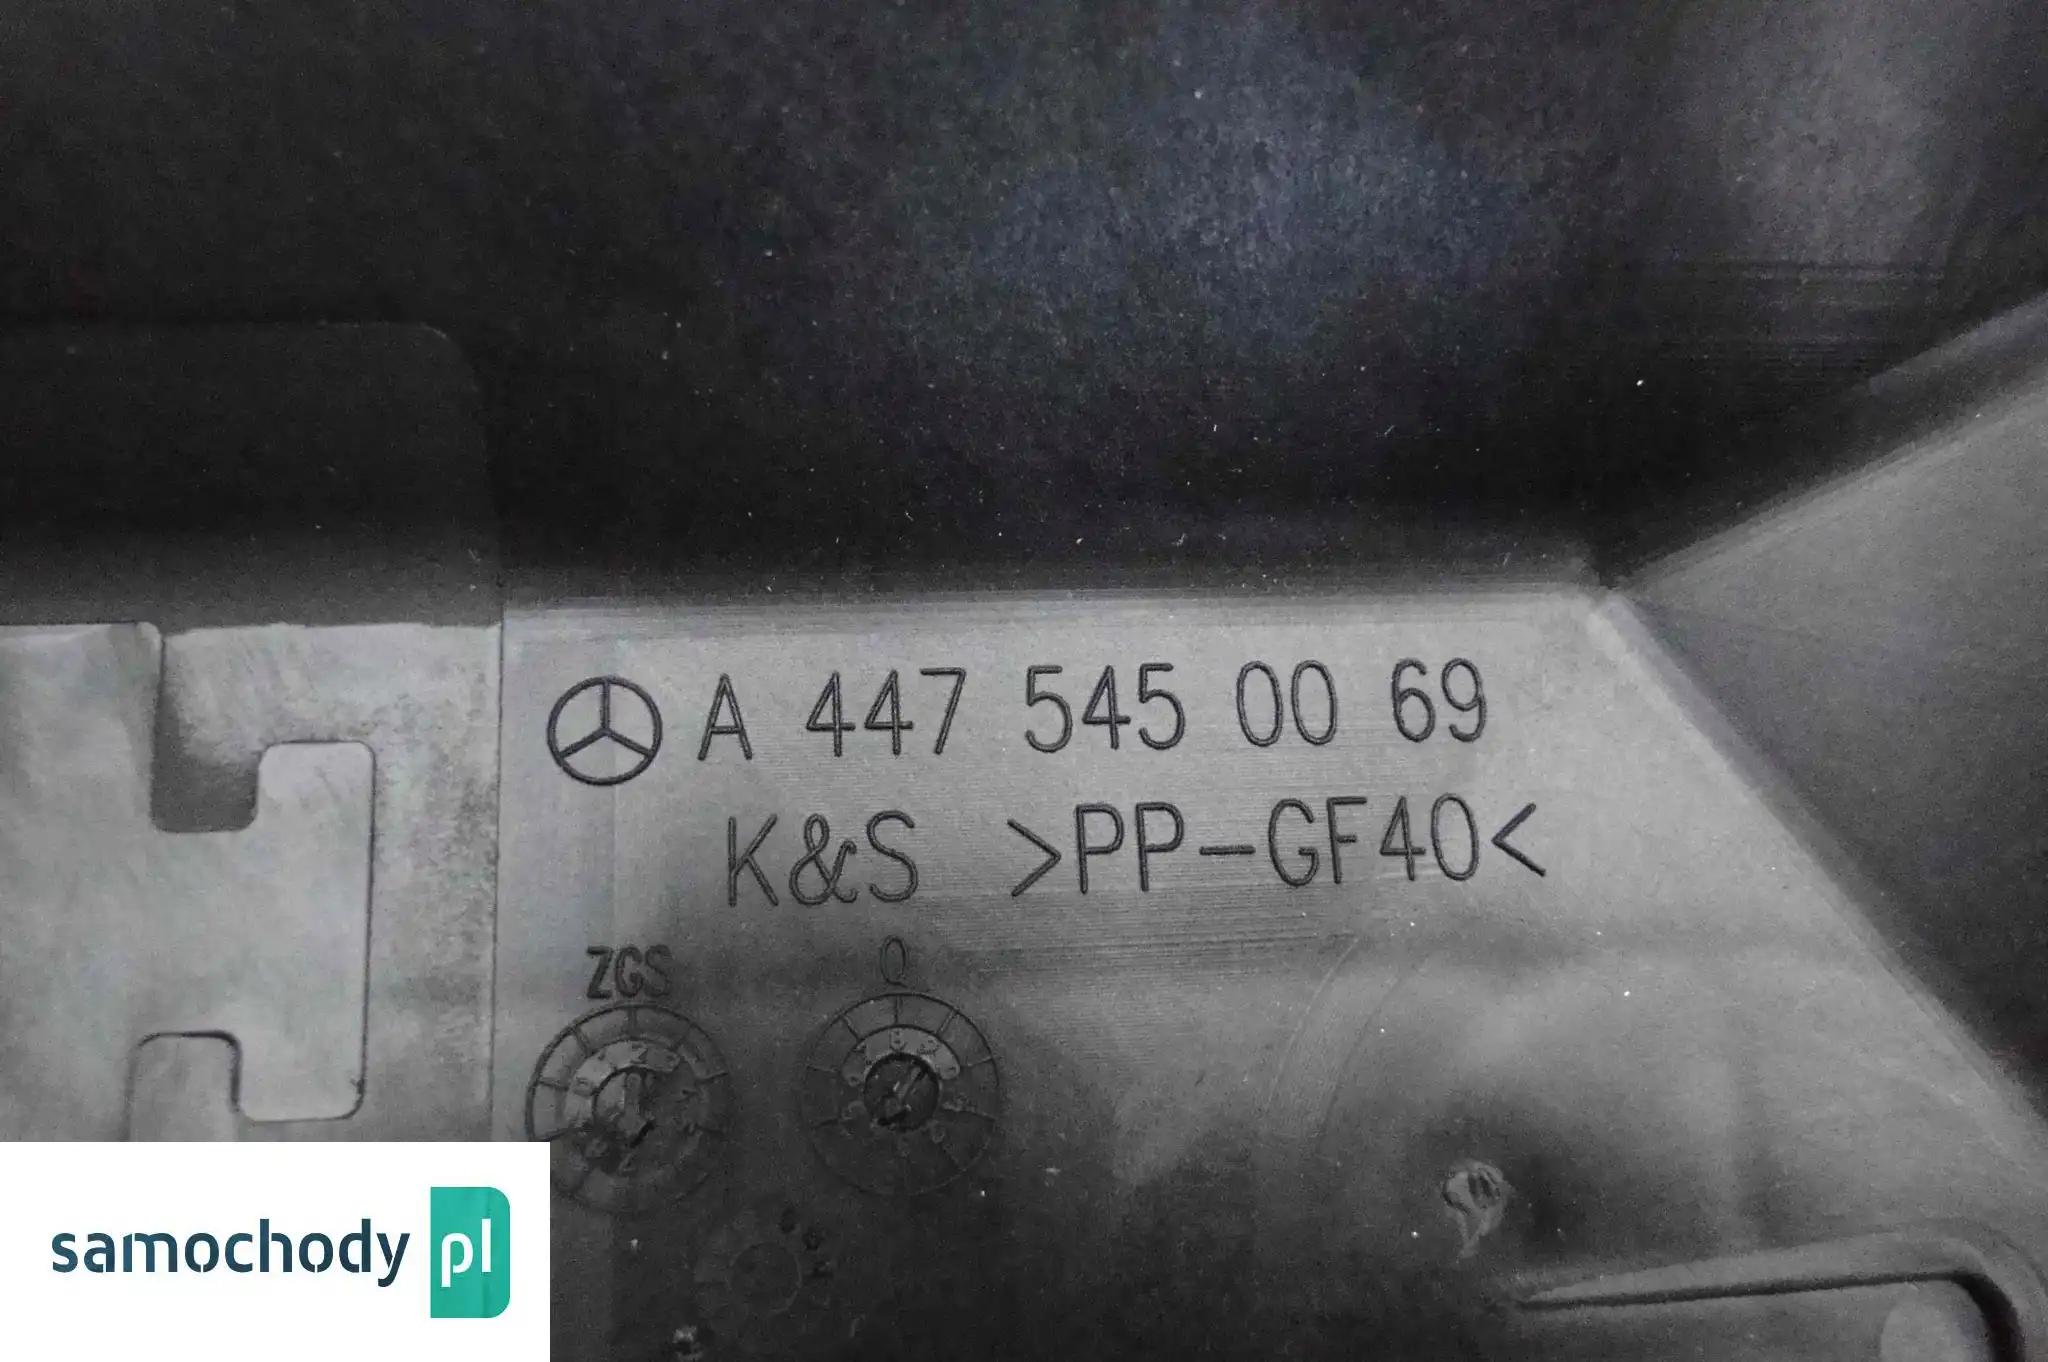 A 447 545 00 69
K&S >PP-GF40<
ZGS Q
samochody pl